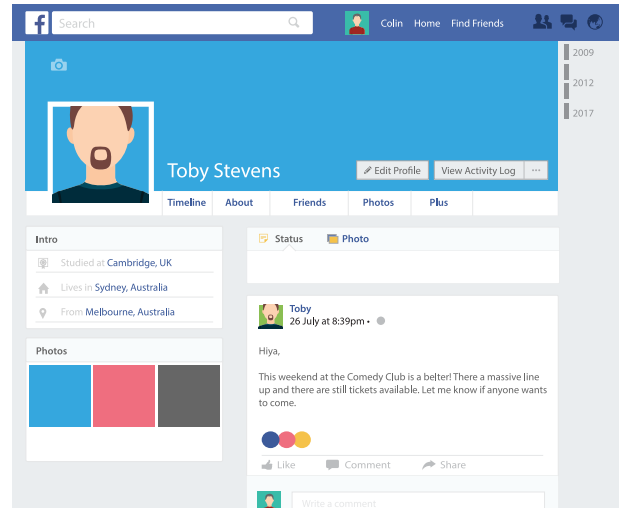 f Search Colin Home Find Friends
2009
2012
2017
Toby Stevens
Edit Profile View Activity Log ...
Timeline About Friends Photos Plus
Intro
Studied at Cambridge, UK
Lives in Sydney, Australia
From Melbourne, Australia
Photos
Status Photo
Toby
26 July at 8:39pm •
Hiya,
This weekend at the Comedy Club is a belter! There a massive line
up and there are still tickets available. Let me know if anyone wants
to come.
Like Comment Share
Write a comment